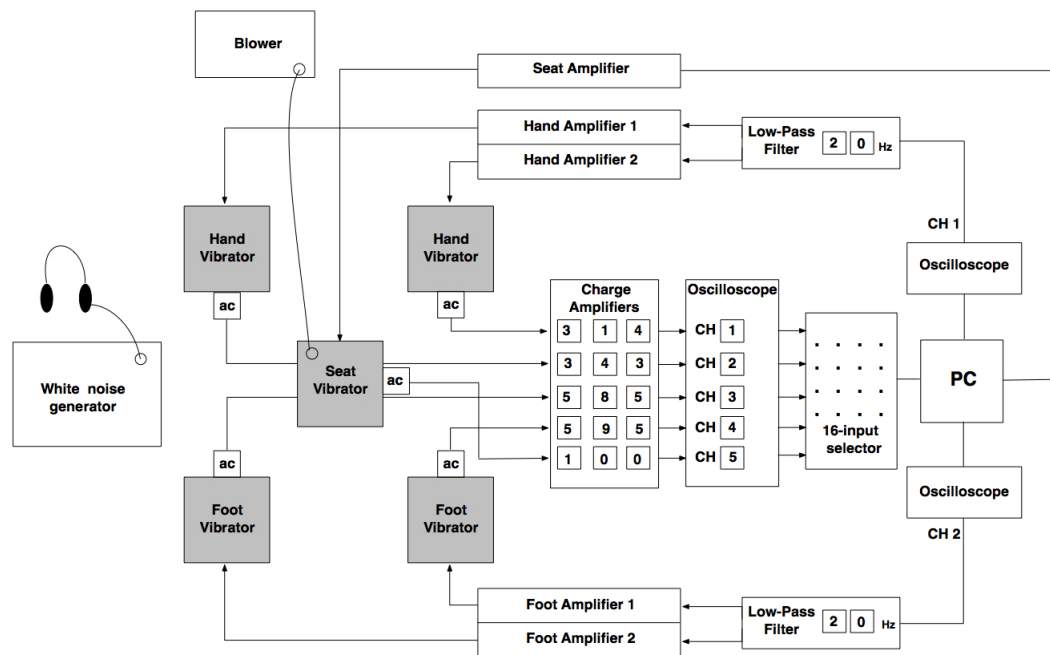 Blower
Seat Amplifier
Hand Amplifier 1
Hand Amplifier 2
Low-Pass
Filter
2 0 Hz
CH 1
Oscilloscope
Hand
Vibrator
ac
Hand
Vibrator
ac
White noise
generator
Seat
Vibrator
ac
Charge
Amplifiers
3 1 4
3 4 3
5 8 5
5 9 5
1 0 0
Oscilloscope
CH 1
CH 2
CH 3
CH 4
CH 5
16-input
selector
PC
ac
Foot
Vibrator
ac
Foot
Vibrator
Oscilloscope
CH 2
Foot Amplifier 1
Foot Amplifier 2
Low-Pass
Filter
2 0 Hz